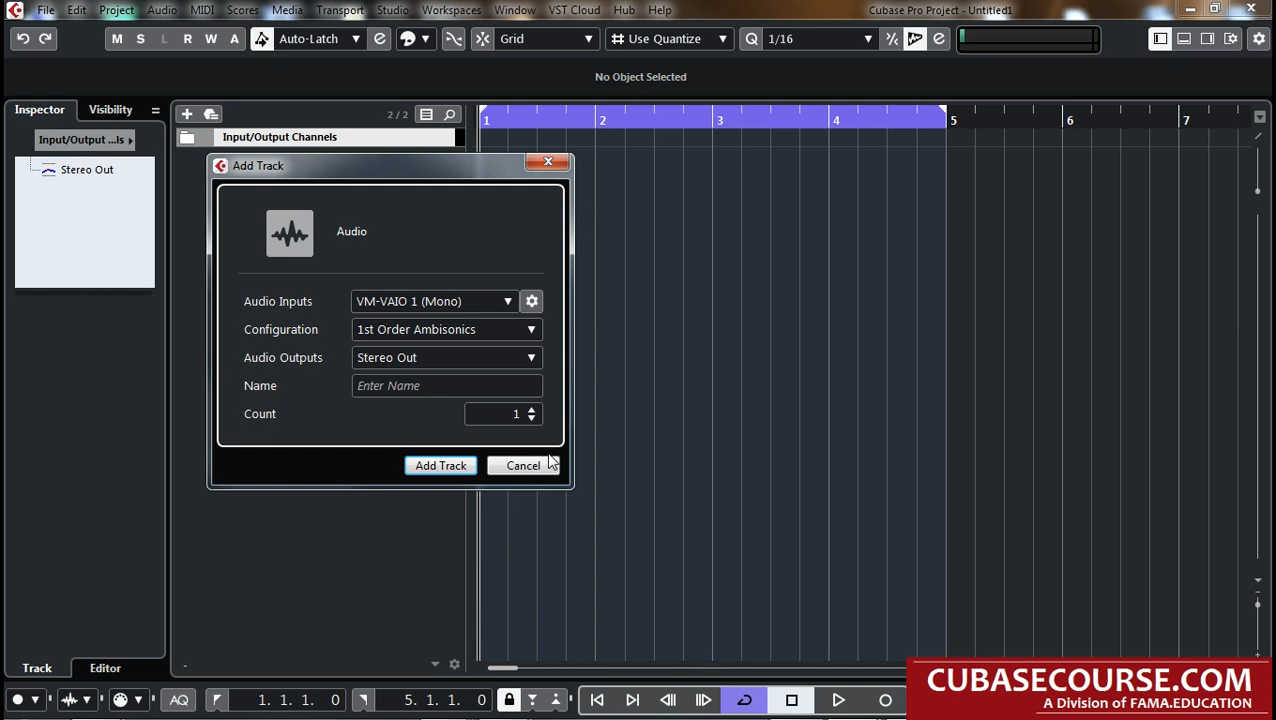 File Edit Project Audio MIDI Scores Media Transport Studio Workspaces Window VST Cloud Hub Help Cubase Pro Project - Untitled1
M S L R W A Auto-Latch e Grid Use Quantize Q 1/16 e
No Object Selected
Inspector Visibility 2 / 2 1 2 3 4 5 6 7
Input/Output ...ls Input/Output Channels
Stereo Out
Add Track
Audio
Audio Inputs VM-VAIO 1 (Mono)
Configuration 1st Order Ambisonics
Audio Outputs Stereo Out
Name Enter Name
Count 1
Add Track Cancel
Track Editor
AQ 1. 1. 1. 0 5. 1. 1. 0
CUBASECOURSE.COM
A Division of FAMA.EDUCATION